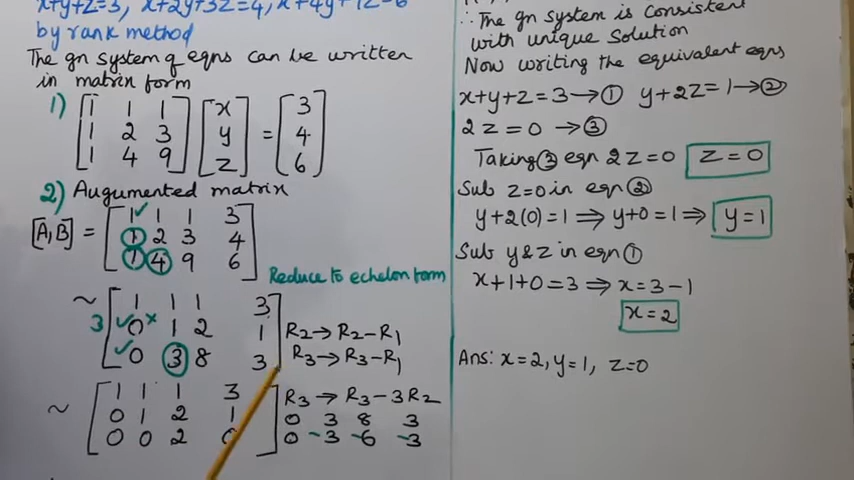 x+y+z=3, x+2y+3z=4, x+4y+ z=6
by rank method
The gn system of eqns can be written
in matrix form
1) [1 1 1] [x] [3]
[1 2 3] [y] = [4]
[1 4 9] [z] [6]
2) Augumented matrix
[A,B] = [1 1 1 3]
[1 2 3 4]
[1 4 9 6]
Reduce to echelon form
~ [1 1 1 3]
3 [0 1 2 1] R2→R2-R1
[0 3 8 3] R3→R3-R1
~ [1 1 1 3] R3→R3-3R2
[0 1 2 1] 0 3 8 3
[0 0 2 0] 0 -3 -6 -3
∴ The gn system is consistent
with unique Solution
Now writing the equivalent eqns
x+y+z=3→① y+2z=1→②
2z=0→③
Taking ③ eqn 2z=0 z=0
Sub z=0 in eqn ②
y+2(0)=1⇒y+0=1⇒ y=1
Sub y&z in eqn ①
x+1+0=3⇒x=3-1
x=2
Ans: x=2, y=1, z=0